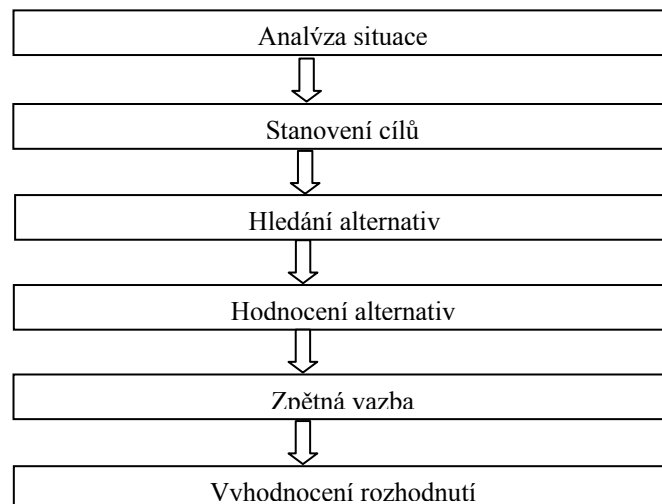 Analýza situace
Stanovení cílů
Hledání alternativ
Hodnocení alternativ
Zpětná vazba
Vyhodnocení rozhodnutí